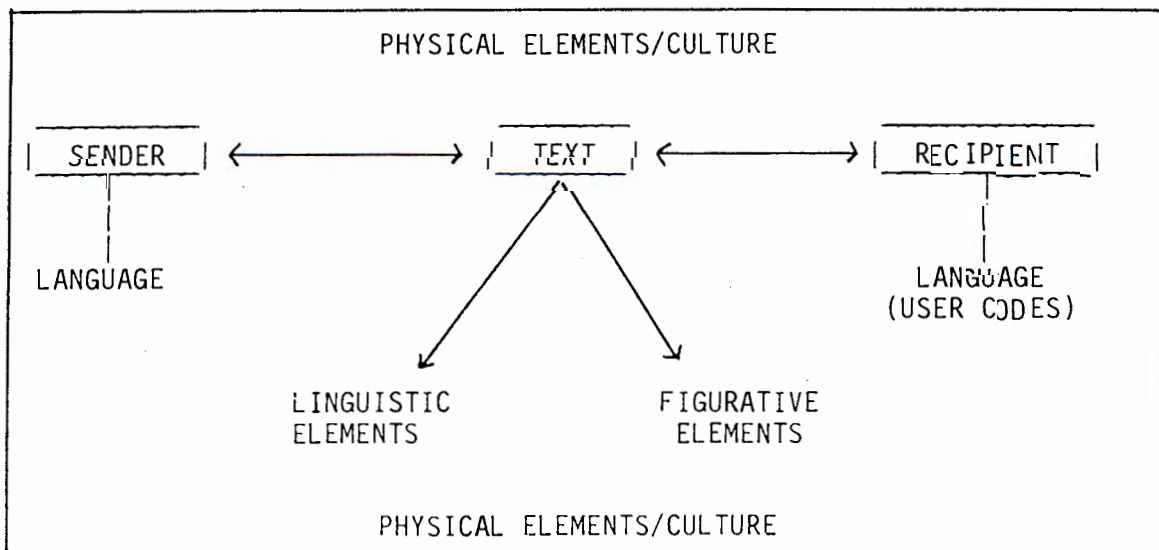 PHYSICAL ELEMENTS/CULTURE
SENDER
TEXT
RECIPIENT
LANGUAGE
LANGUAGE
(USER CODES)
LINGUISTIC
ELEMENTS
FIGURATIVE
ELEMENTS
PHYSICAL ELEMENTS/CULTURE